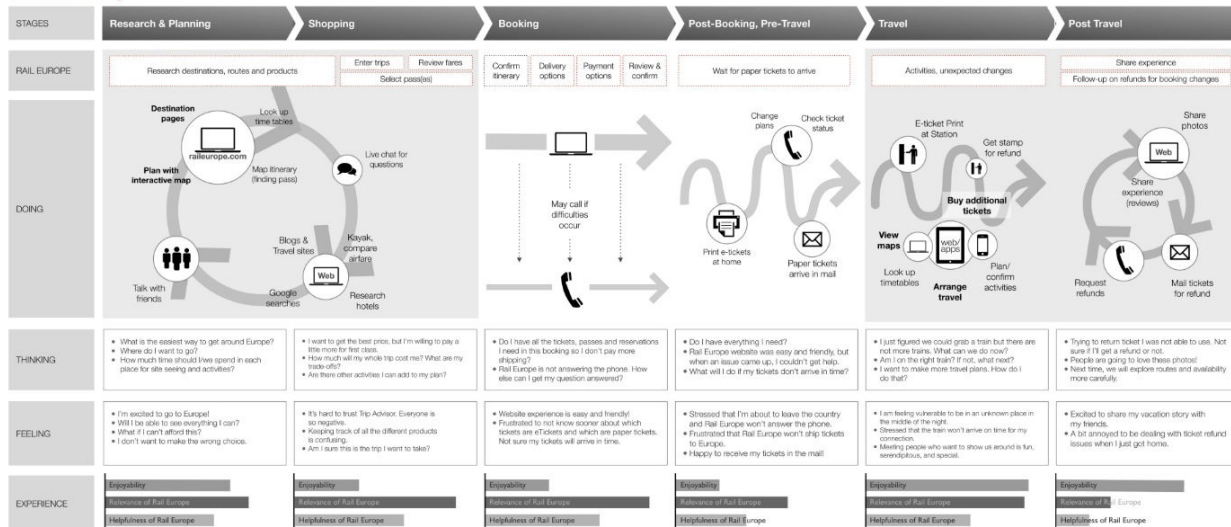 STAGES
Research & Planning
Shopping
Booking
Post-Booking, Pre-Travel
Travel
Post Travel
RAIL EUROPE
Research destinations, routes and products
Enter trips
Review fares
Select pass(es)
Confirm
itinerary
Delivery
options
Payment
options
Review &
confirm
Wait for paper tickets to arrive
Activities, unexpected changes
Share experience
Follow-up on refunds for booking changes
DOING
Destination
pages
Look up
time tables
raileurope.com
Plan with
interactive map
Map itinerary
(finding pass)
Live chat for
questions
Talk with
friends
Blogs &
Travel sites
Kayak,
compare
airfare
Web
Google
searches
Research
hotels
May call if
difficulties
occur
Change
plans
Check ticket
status
Print e-tickets
at home
Paper tickets
arrive in mail
E-ticket Print
at Station
Get stamp
for refund
Buy additional
tickets
View
maps
web/
apps
Look up
timetables
Plan/
confirm
activities
Arrange
travel
Share
photos
Web
Share
experience
(reviews)
Request
refunds
Mail tickets
for refund
THINKING
• What is the easiest way to get around Europe?
• Where do I want to go?
• How much time should I/we spend in each
place for site seeing and activities?
• I want to get the best price, but I'm willing to pay a
little more for first class.
• How much will my whole trip cost me? What are my
trade-offs?
• Are there other activities I can add to my plan?
• Do I have all the tickets, passes and reservations
I need in this booking so I don't pay more
shipping?
• Rail Europe is not answering the phone. How
else can I get my question answered?
• Do I have everything I need?
• Rail Europe website was easy and friendly, but
when an issue came up, I couldn't get help.
• What will I do if my tickets don't arrive in time?
• I just figured we could grab a train but there are
not more trains. What can we do now?
• Am I on the right train? If not, what next?
• I want to make more travel plans. How do I
do that?
• Trying to return ticket I was not able to use. Not
sure if I'll get a refund or not.
• People are going to love these photos!
• Next time, we will explore routes and availability
more carefully.
FEELING
• I'm excited to go to Europe!
• Will I be able to see everything I can?
• What if I can't afford this?
• I don't want to make the wrong choice.
• It's hard to trust Trip Advisor. Everyone is
so negative.
• Keeping track of all the different products
is confusing.
• Am I sure this is the trip I want to take?
• Website experience is easy and friendly!
• Frustrated to not know sooner about which
tickets are eTickets and which are paper tickets.
Not sure my tickets will arrive in time.
• Stressed that I'm about to leave the country
and Rail Europe won't answer the phone.
• Frustrated that Rail Europe won't ship tickets
to Europe.
• Happy to receive my tickets in the mail!
• I am feeling vulnerable to be in an unknown place in
the middle of the night.
• Stressed that the train won't arrive on time for my
connection.
• Meeting people who want to show us around is fun,
serendipitous, and special.
• Excited to share my vacation story with
my friends.
• A bit annoyed to be dealing with ticket refund
issues when I just got home.
EXPERIENCE
Enjoyability
Relevance of Rail Europe
Helpfulness of Rail Europe
Enjoyability
Relevance of Rail Europe
Helpfulness of Rail Europe
Enjoyability
Relevance of Rail Europe
Helpfulness of Rail Europe
Enjoyability
Relevance of Rail Europe
Helpfulness of Rail Europe
Enjoyability
Relevance of Rail Europe
Helpfulness of Rail Europe
Enjoyability
Relevance of Rail Europe
Helpfulness of Rail Europe